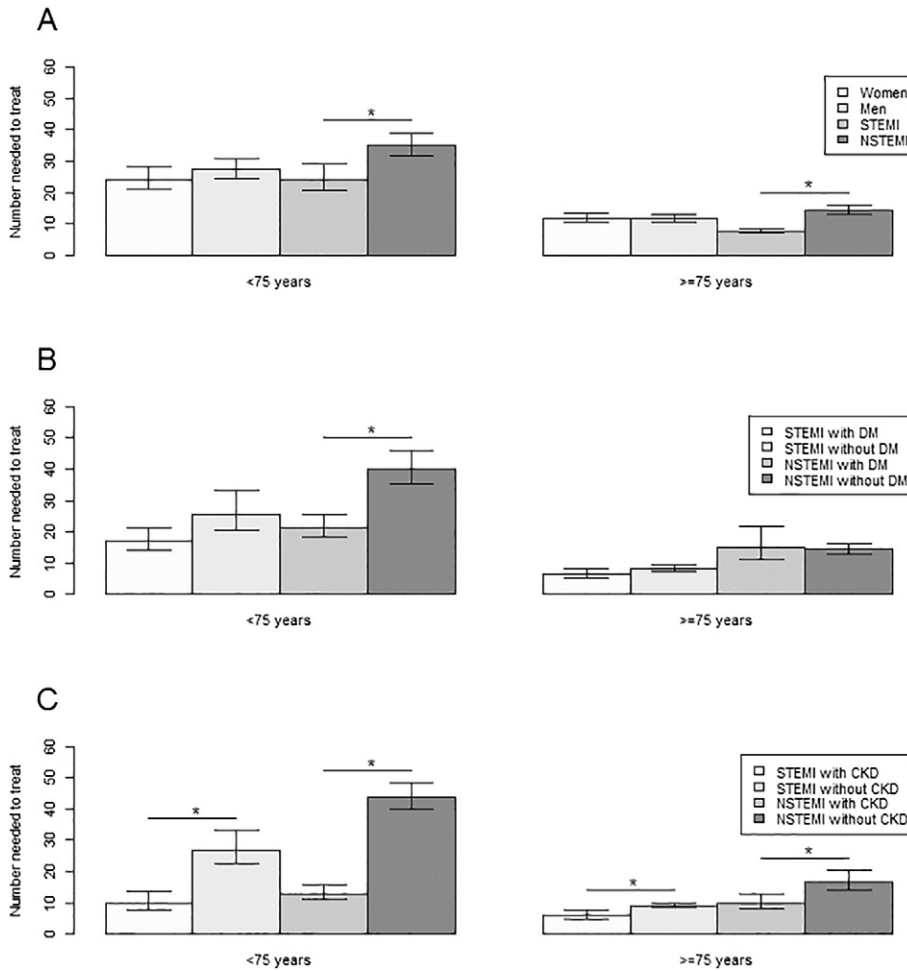 A
Number needed to treat
60
50
40
30
20
10
0
*
<75 years
*
>=75 years
Women
Men
STEMI
NSTEMI
B
Number needed to treat
60
50
40
30
20
10
0
*
<75 years
>=75 years
STEMI with DM
STEMI without DM
NSTEMI with DM
NSTEMI without DM
C
Number needed to treat
60
50
40
30
20
10
0
*
*
<75 years
*
*
>=75 years
STEMI with CKD
STEMI without CKD
NSTEMI with CKD
NSTEMI without CKD